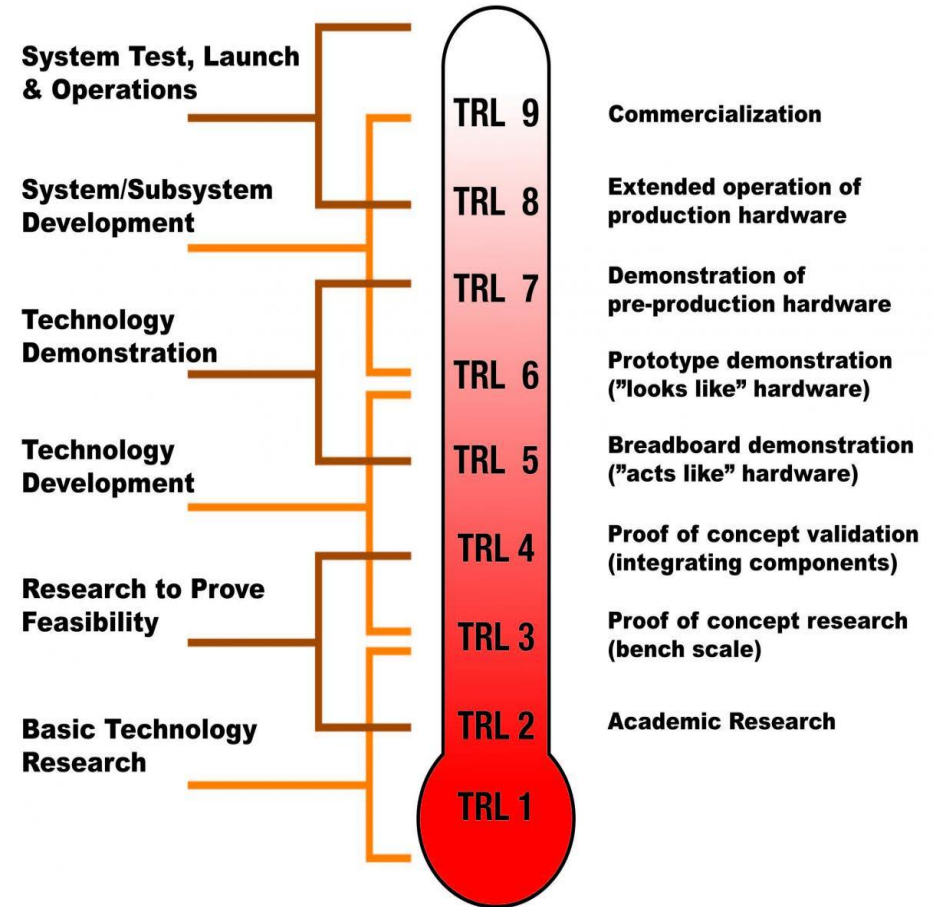 System Test, Launch
& Operations
System/Subsystem
Development
Technology
Demonstration
Technology
Development
Research to Prove
Feasibility
Basic Technology
Research
TRL 9
TRL 8
TRL 7
TRL 6
TRL 5
TRL 4
TRL 3
TRL 2
TRL 1
Commercialization
Extended operation of
production hardware
Demonstration of
pre-production hardware
Prototype demonstration
(”looks like” hardware)
Breadboard demonstration
(”acts like” hardware)
Proof of concept validation
(integrating components)
Proof of concept research
(bench scale)
Academic Research